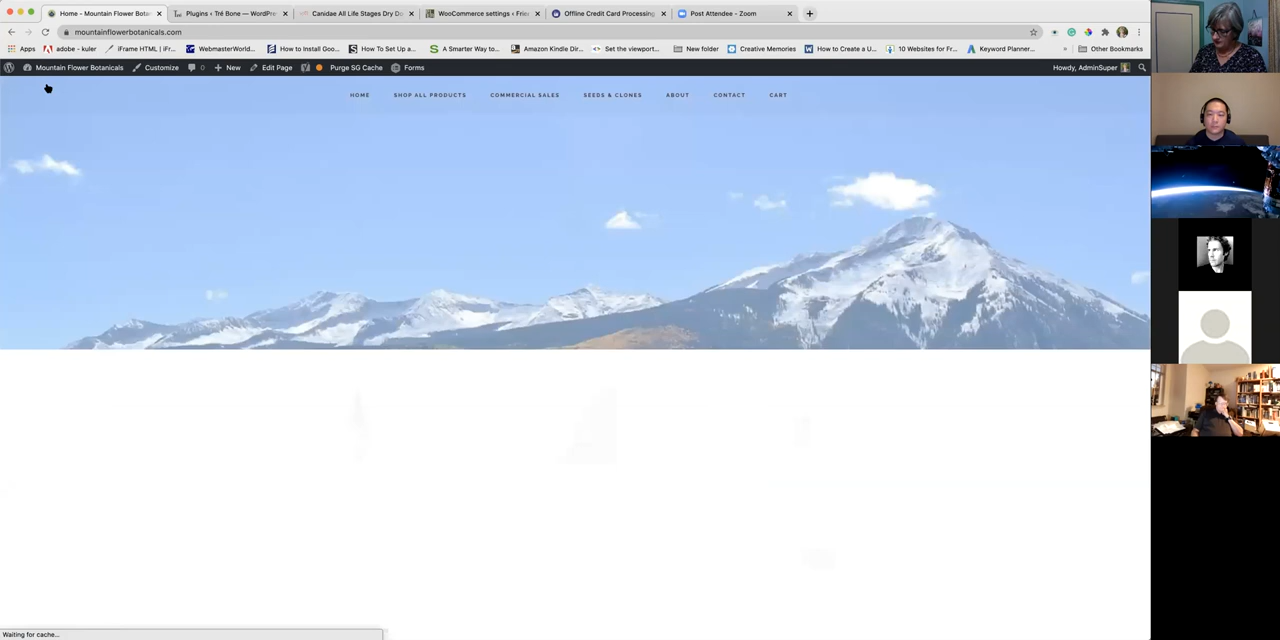 Home - Mountain Flower Botan
Plugins ‹ Tré Bone — WordPre
Canidae All Life Stages Dry Do
WooCommerce settings ‹ Frie
Offline Credit Card Processing
Post Attendee - Zoom
mountainflowerbotanicals.com
Apps
adobe - kuler
iFrame HTML | iFr...
WebmasterWorld...
How to Install Goo...
How To Set Up a...
A Smarter Way to...
Amazon Kindle Dir...
Set the viewport...
New folder
Creative Memories
How to Create a U...
10 Websites for Fr...
Keyword Planner...
»
Other Bookmarks
Mountain Flower Botanicals
Customize
0
New
Edit Page
Purge SG Cache
Forms
Howdy, AdminSuper
HOME
SHOP ALL PRODUCTS
COMMERCIAL SALES
SEEDS & CLONES
ABOUT
CONTACT
CART
Waiting for cache...